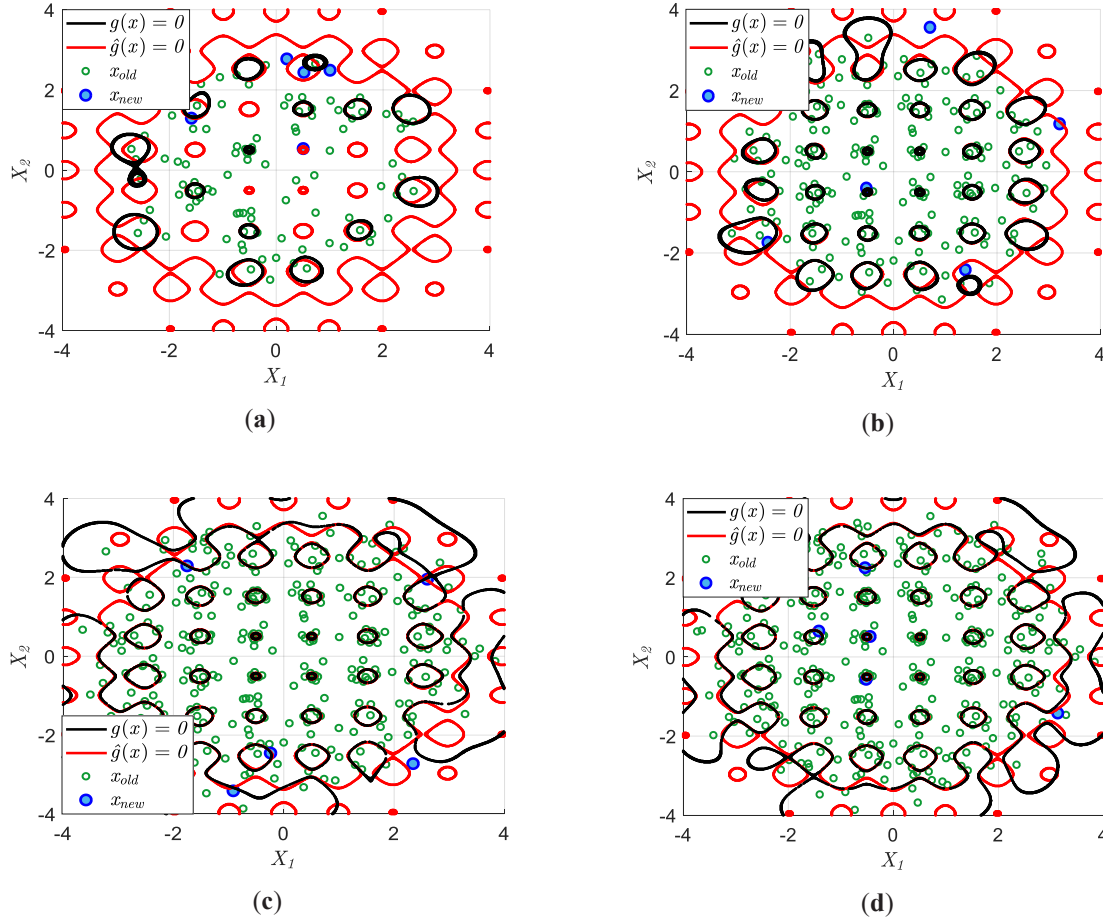 g(x) = 0
ĝ(x) = 0
x_old
x_new
4
2
0
-2
-4
X_2
-4
-2
0
2
4
X_1
(a)
g(x) = 0
ĝ(x) = 0
x_old
x_new
4
2
0
-2
-4
X_2
-4
-2
0
2
4
X_1
(b)
4
2
0
-2
-4
X_2
g(x) = 0
ĝ(x) = 0
x_old
x_new
-4
-2
0
2
4
X_1
(c)
g(x) = 0
ĝ(x) = 0
x_old
x_new
4
2
0
-2
-4
X_2
-4
-2
0
2
4
X_1
(d)